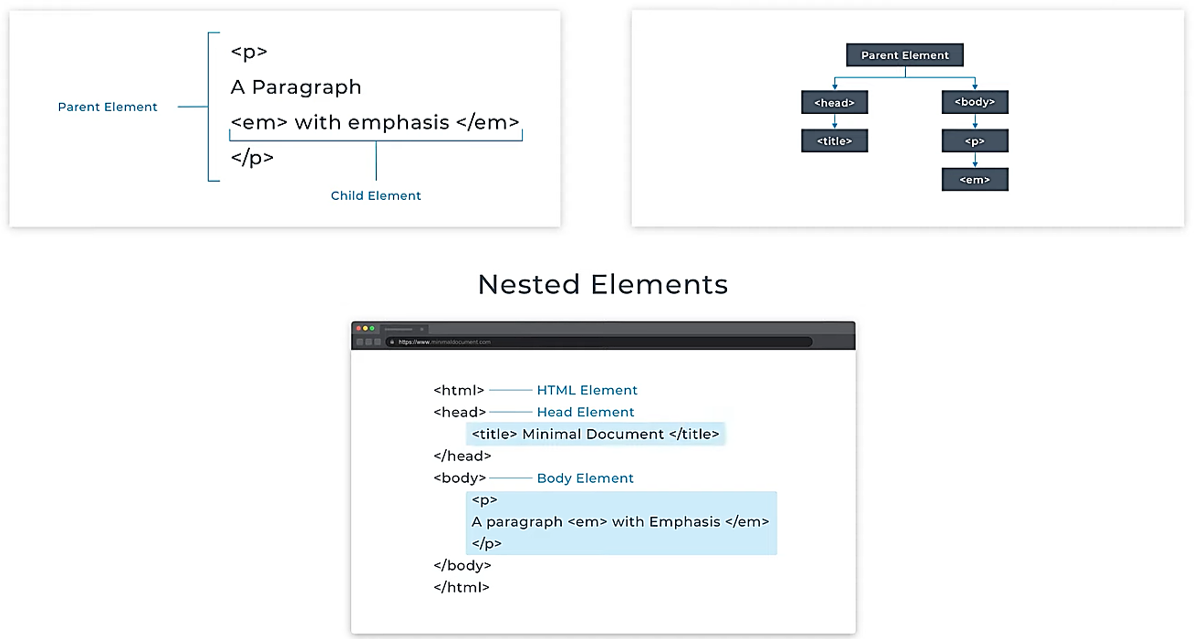 <p>
A Paragraph
Parent Element
<em> with emphasis </em>
</p>
Child Element
Parent Element
<head>
<body>
<title>
<p>
<em>
Nested Elements
https://www.minimaldocument.com
<html> HTML Element
<head> Head Element
<title> Minimal Document </title>
</head>
<body> Body Element
<p>
A paragraph <em> with Emphasis </em>
</p>
</body>
</html>